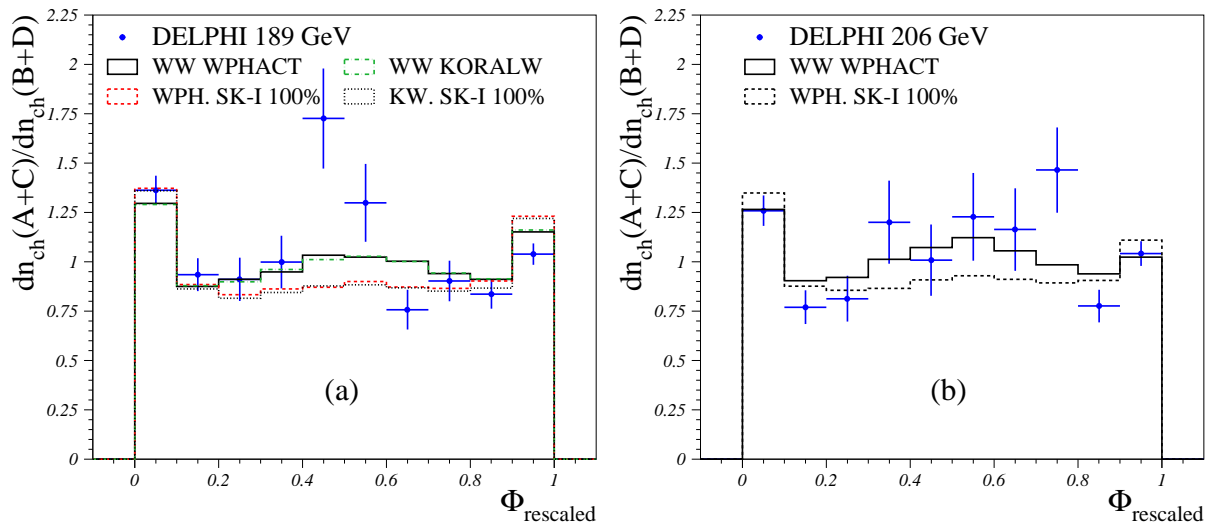 dn_ch(A+C)/dn_ch(B+D)
2.25
2
1.75
1.5
1.25
1
0.75
0.5
0.25
0
DELPHI 189 GeV
WW WPHACT
WW KORALW
WPH. SK-I 100%
KW. SK-I 100%
(a)
0 0.2 0.4 0.6 0.8 1
Φ_rescaled
dn_ch(A+C)/dn_ch(B+D)
2.25
2
1.75
1.5
1.25
1
0.75
0.5
0.25
0
DELPHI 206 GeV
WW WPHACT
WPH. SK-I 100%
(b)
0 0.2 0.4 0.6 0.8 1
Φ_rescaled